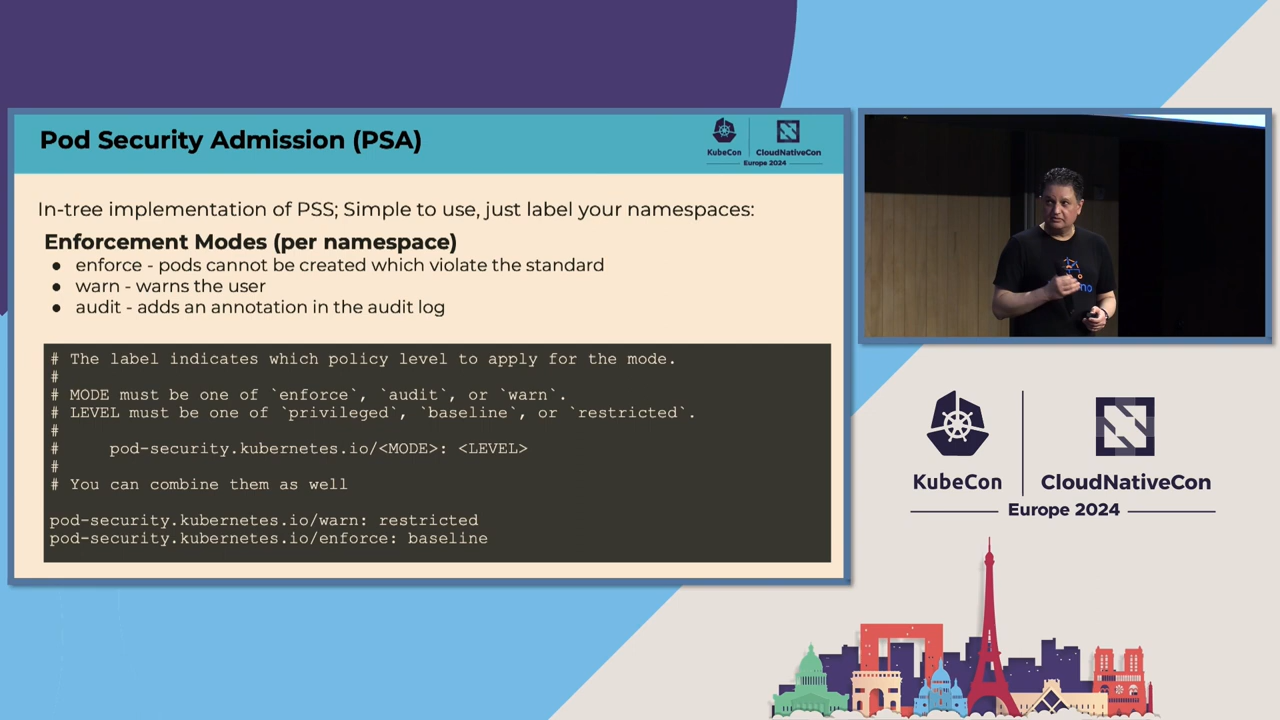 Pod Security Admission (PSA)
KubeCon
CloudNativeCon
Europe 2024
In-tree implementation of PSS; Simple to use, just label your namespaces:
Enforcement Modes (per namespace)
● enforce - pods cannot be created which violate the standard
● warn - warns the user
● audit - adds an annotation in the audit log
# The label indicates which policy level to apply for the mode.
#
# MODE must be one of `enforce`, `audit`, or `warn`.
# LEVEL must be one of `privileged`, `baseline`, or `restricted`.
#
#     pod-security.kubernetes.io/<MODE>: <LEVEL>
#
# You can combine them as well
pod-security.kubernetes.io/warn: restricted
pod-security.kubernetes.io/enforce: baseline
KubeCon
CloudNativeCon
Europe 2024